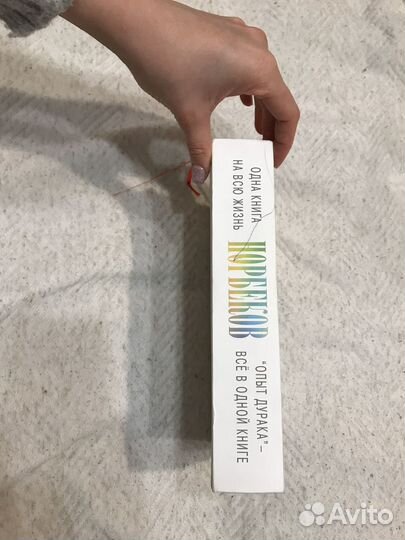 ОДНА КНИГА
НА ВСЮ ЖИЗНЬ
НОРБЕКОВ
"ОПЫТ ДУРАКА"–
ВСЁ В ОДНОЙ КНИГЕ
Avito